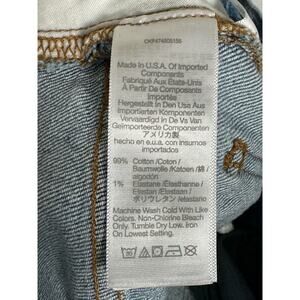 Made In U.S.A. Of Imported
Components
Fabriqué Aux États-Unis
À Partir De Composants
Importés
Hergestellt In Den Usa Aus
Importierten Komponenten
Vervaardigd In De Vs Van
Geïmporteerde Componenten
アメリカ製
hecho en e.u.a. con insumos
importados
99% Cotton /Coton /
Baumwolle /Katoen /綿 /
algodón
1% Elastane /Élasthanne /
Elastan /Elastaan /
ポリウレタン /elastano
Machine Wash Cold With Like
Colors. Non-Chlorine Bleach
Only. Tumble Dry Low. Iron
On Lowest Setting.